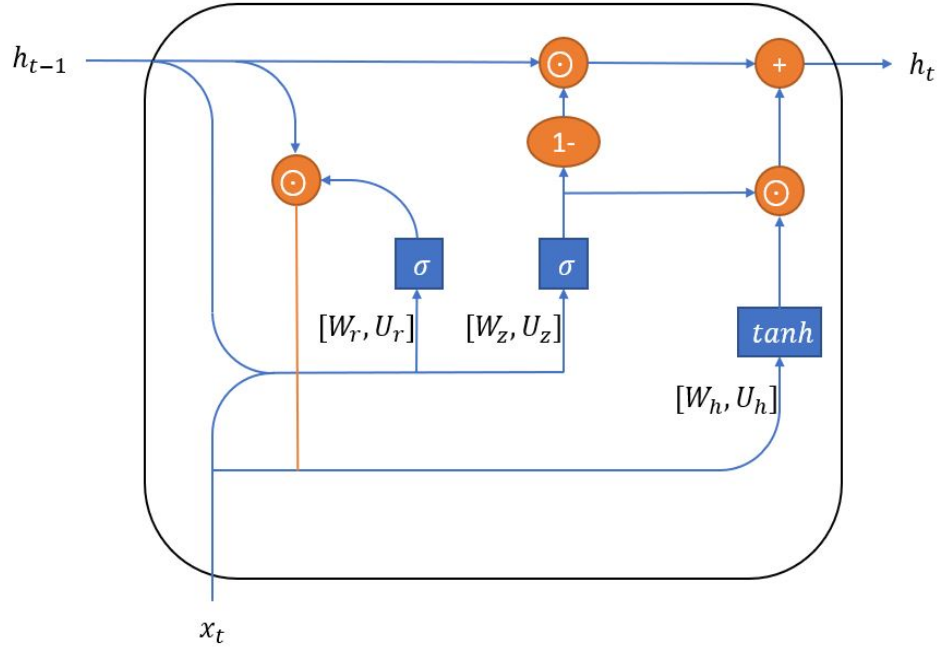 h_{t-1}
⊙
+
h_t
1-
⊙
⊙
σ
σ
[W_r, U_r]
[W_z, U_z]
tanh
[W_h, U_h]
x_t